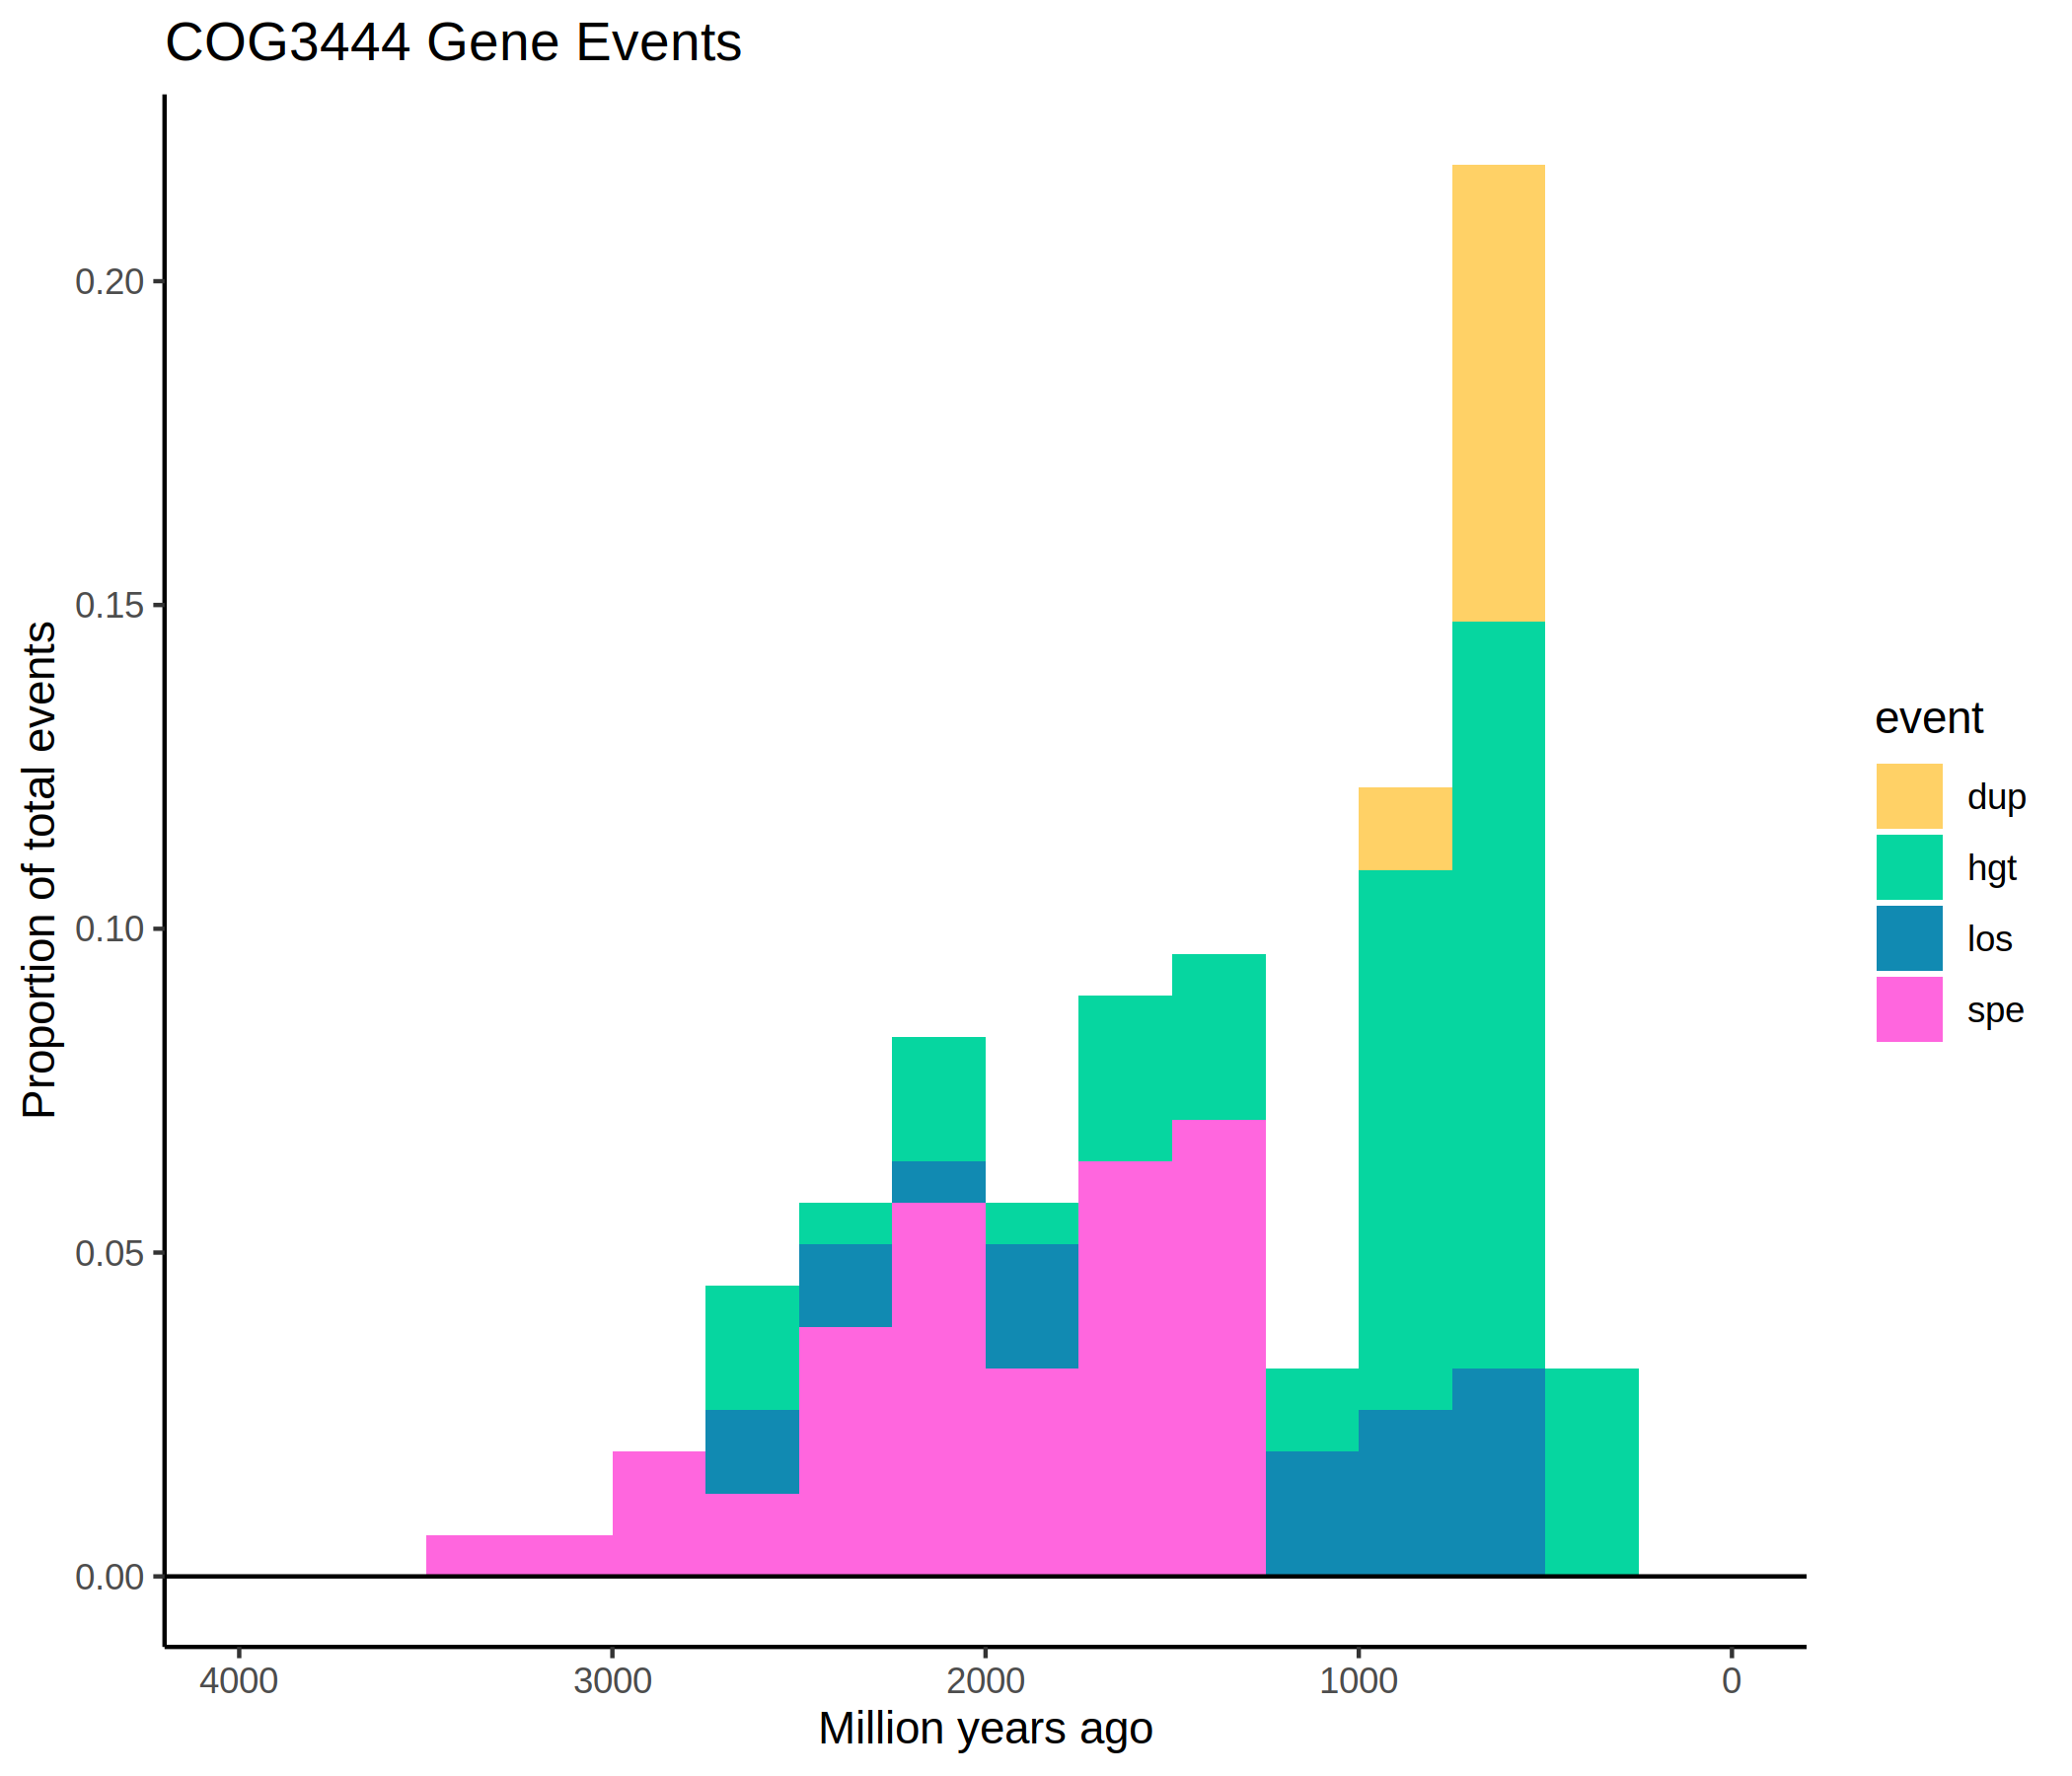 COG3444 Gene Events
Proportion of total events
0.20
0.15
0.10
0.05
0.00
4000 3000 2000 1000 0
Million years ago
event
dup
hgt
los
spe